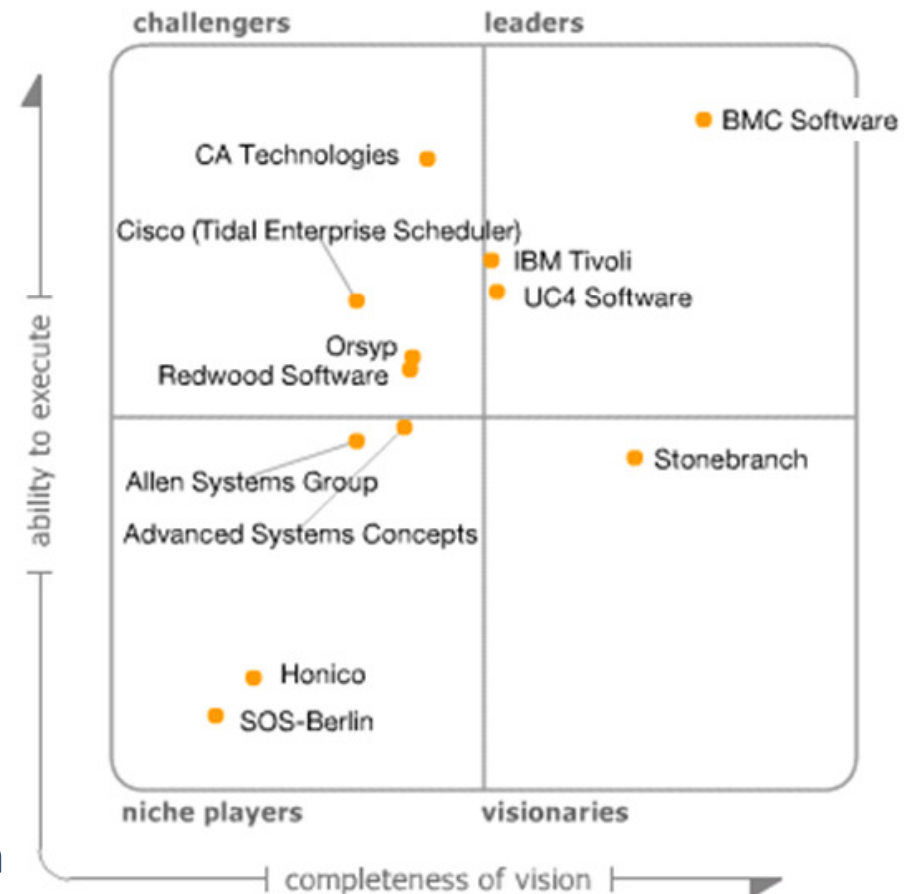 challengers
leaders
BMC Software
CA Technologies
Cisco (Tidal Enterprise Scheduler)
IBM Tivoli
UC4 Software
Orsyp
Redwood Software
ability to execute
Stonebranch
Allen Systems Group
Advanced Systems Concepts
Honico
SOS-Berlin
niche players
visionaries
completeness of vision